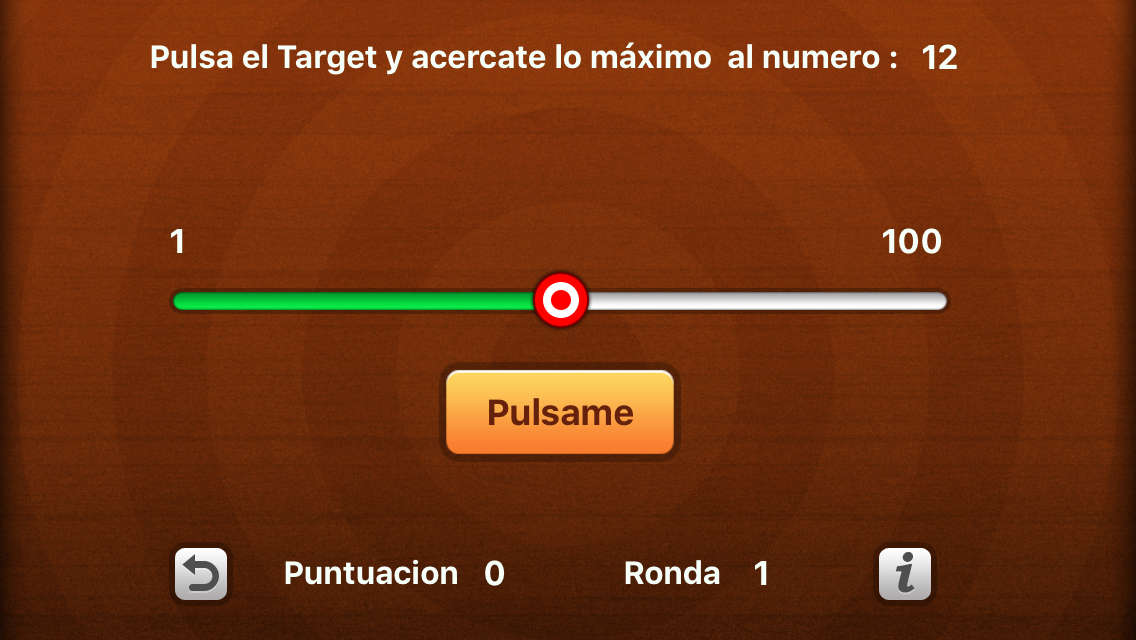 Pulsa el Target y acercate lo máximo  al numero :  12
1 100
Pulsame
Puntuacion 0 Ronda 1 i